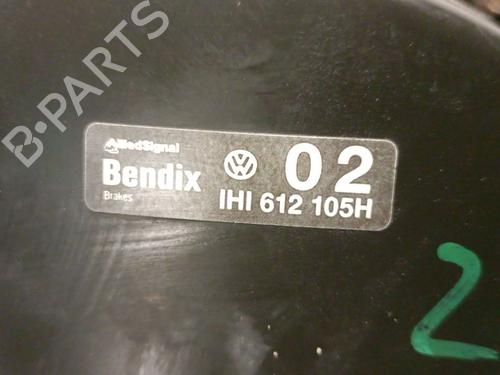 B-PARTS
AlliedSignal
Bendix
Brakes
02
IHI 612 105H
2